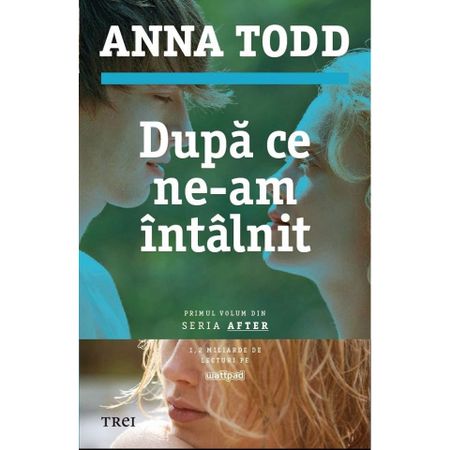 ANNA TODD
După ce
ne-am
întâlnit
PRIMUL VOLUM DIN
SERIA AFTER
1,2 MILIARDE DE
LECTURI PE
wattpad
TREI